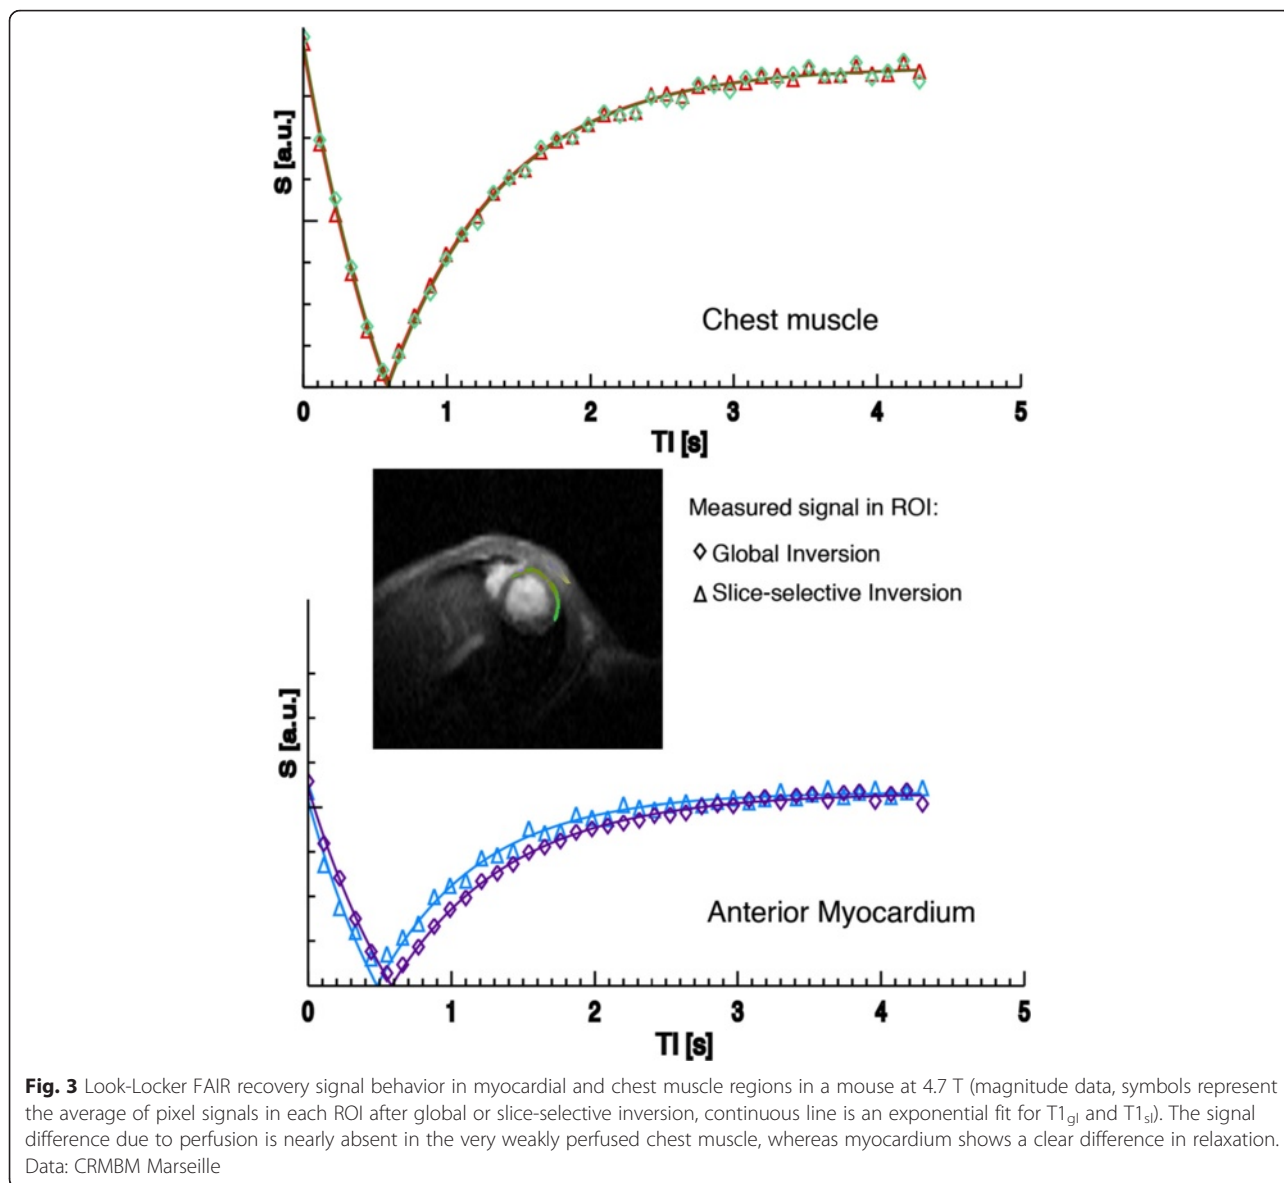 S [a.u.]
Chest muscle
0 1 2 3 4 5
TI [s]
Measured signal in ROI:
Global Inversion
Slice-selective Inversion
S [a.u.]
Anterior Myocardium
0 1 2 3 4 5
TI [s]
Fig. 3 Look-Locker FAIR recovery signal behavior in myocardial and chest muscle regions in a mouse at 4.7 T (magnitude data, symbols represent
the average of pixel signals in each ROI after global or slice-selective inversion, continuous line is an exponential fit for T1gl and T1sl). The signal
difference due to perfusion is nearly absent in the very weakly perfused chest muscle, whereas myocardium shows a clear difference in relaxation.
Data: CRMBM Marseille